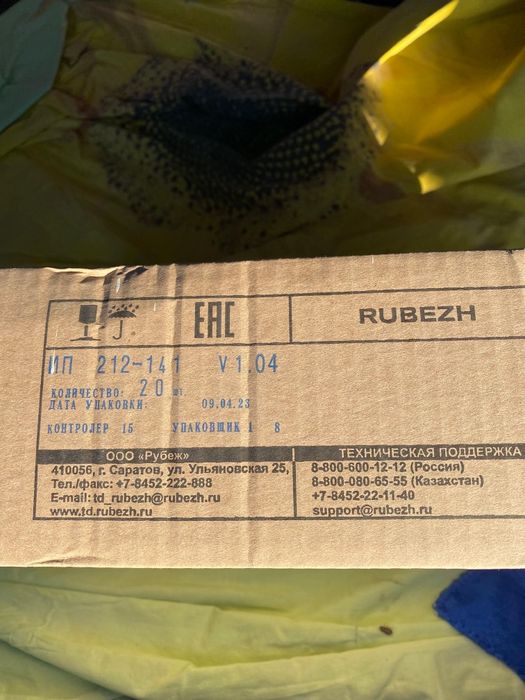 EAC
RUBEZH
ИП 212-141 V1.04
КОЛИЧЕСТВО: 20 шт.
ДАТА УПАКОВКИ: 09.04.23
КОНТРОЛЕР 15 УПАКОВЩИК 1 8
ООО «Рубеж»
410056, г. Саратов, ул. Ульяновская 25,
Тел./факс: +7-8452-222-888
E-mail: td_rubezh@rubezh.ru
www.td.rubezh.ru
ТЕХНИЧЕСКАЯ ПОДДЕРЖКА
8-800-600-12-12 (Россия)
8-800-080-65-55 (Казахстан)
+7-8452-22-11-40
support@rubezh.ru